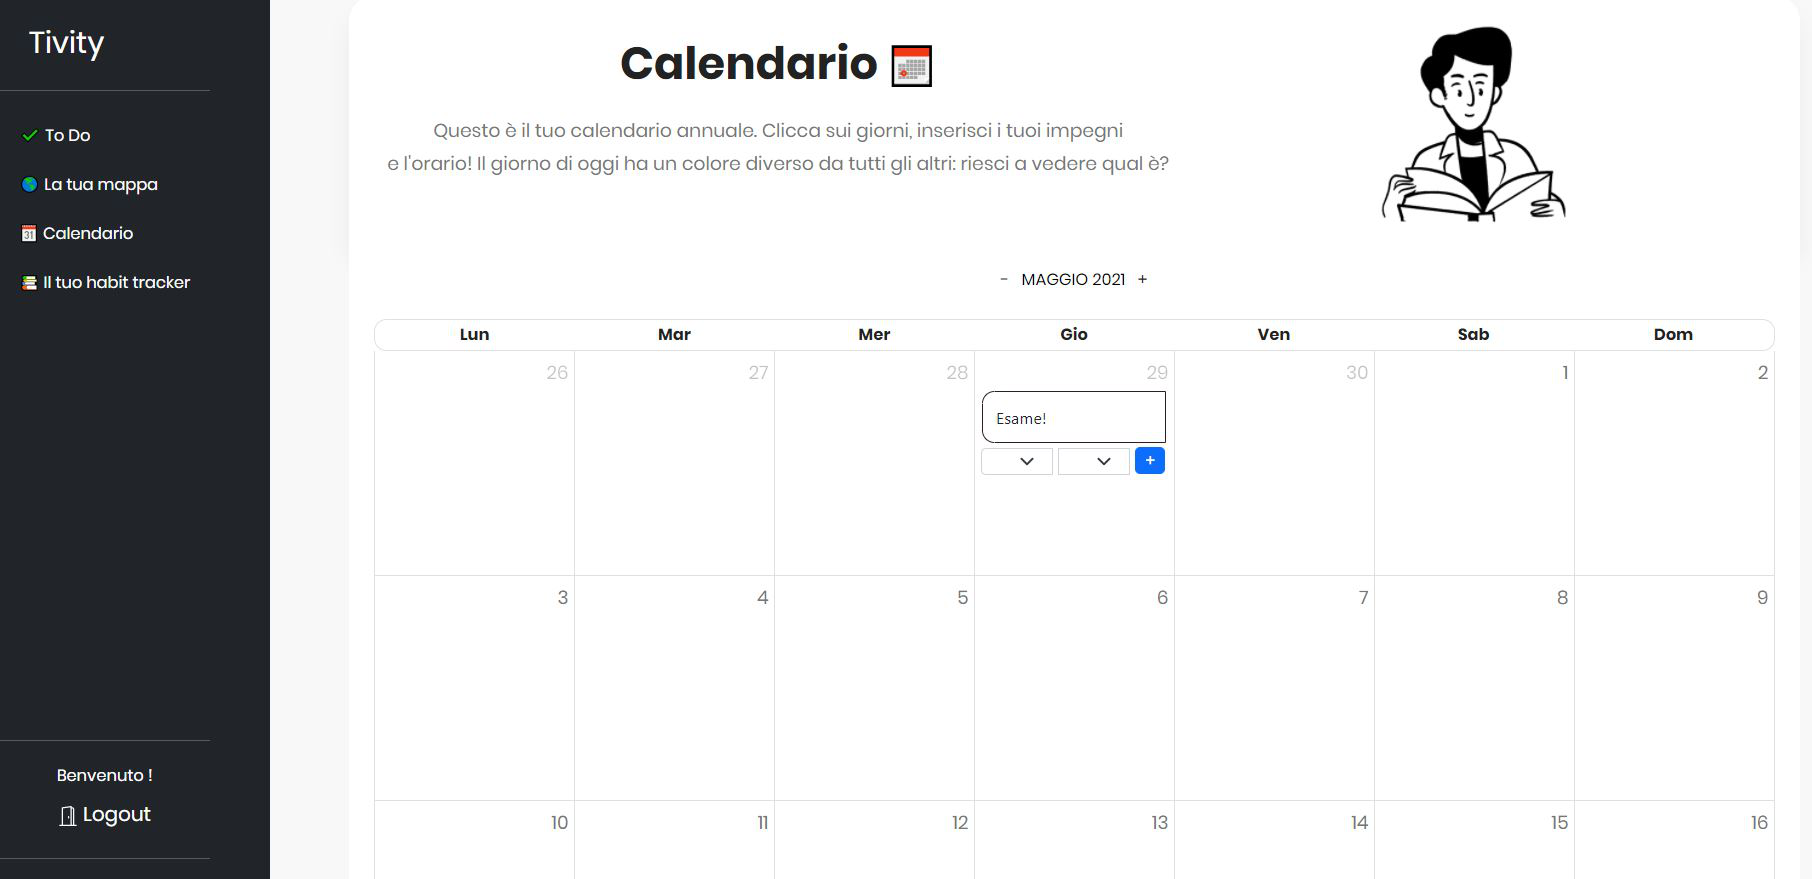 Tivity
To Do
La tua mappa
Calendario
Il tuo habit tracker
Benvenuto !
Logout
Calendario
Questo è il tuo calendario annuale. Clicca sui giorni, inserisci i tuoi impegni
e l'orario! Il giorno di oggi ha un colore diverso da tutti gli altri: riesci a vedere qual è?
- MAGGIO 2021 +
Lun Mar Mer Gio Ven Sab Dom
26 27 28 29 30 1 2
Esame!
+
3 4 5 6 7 8 9
10 11 12 13 14 15 16